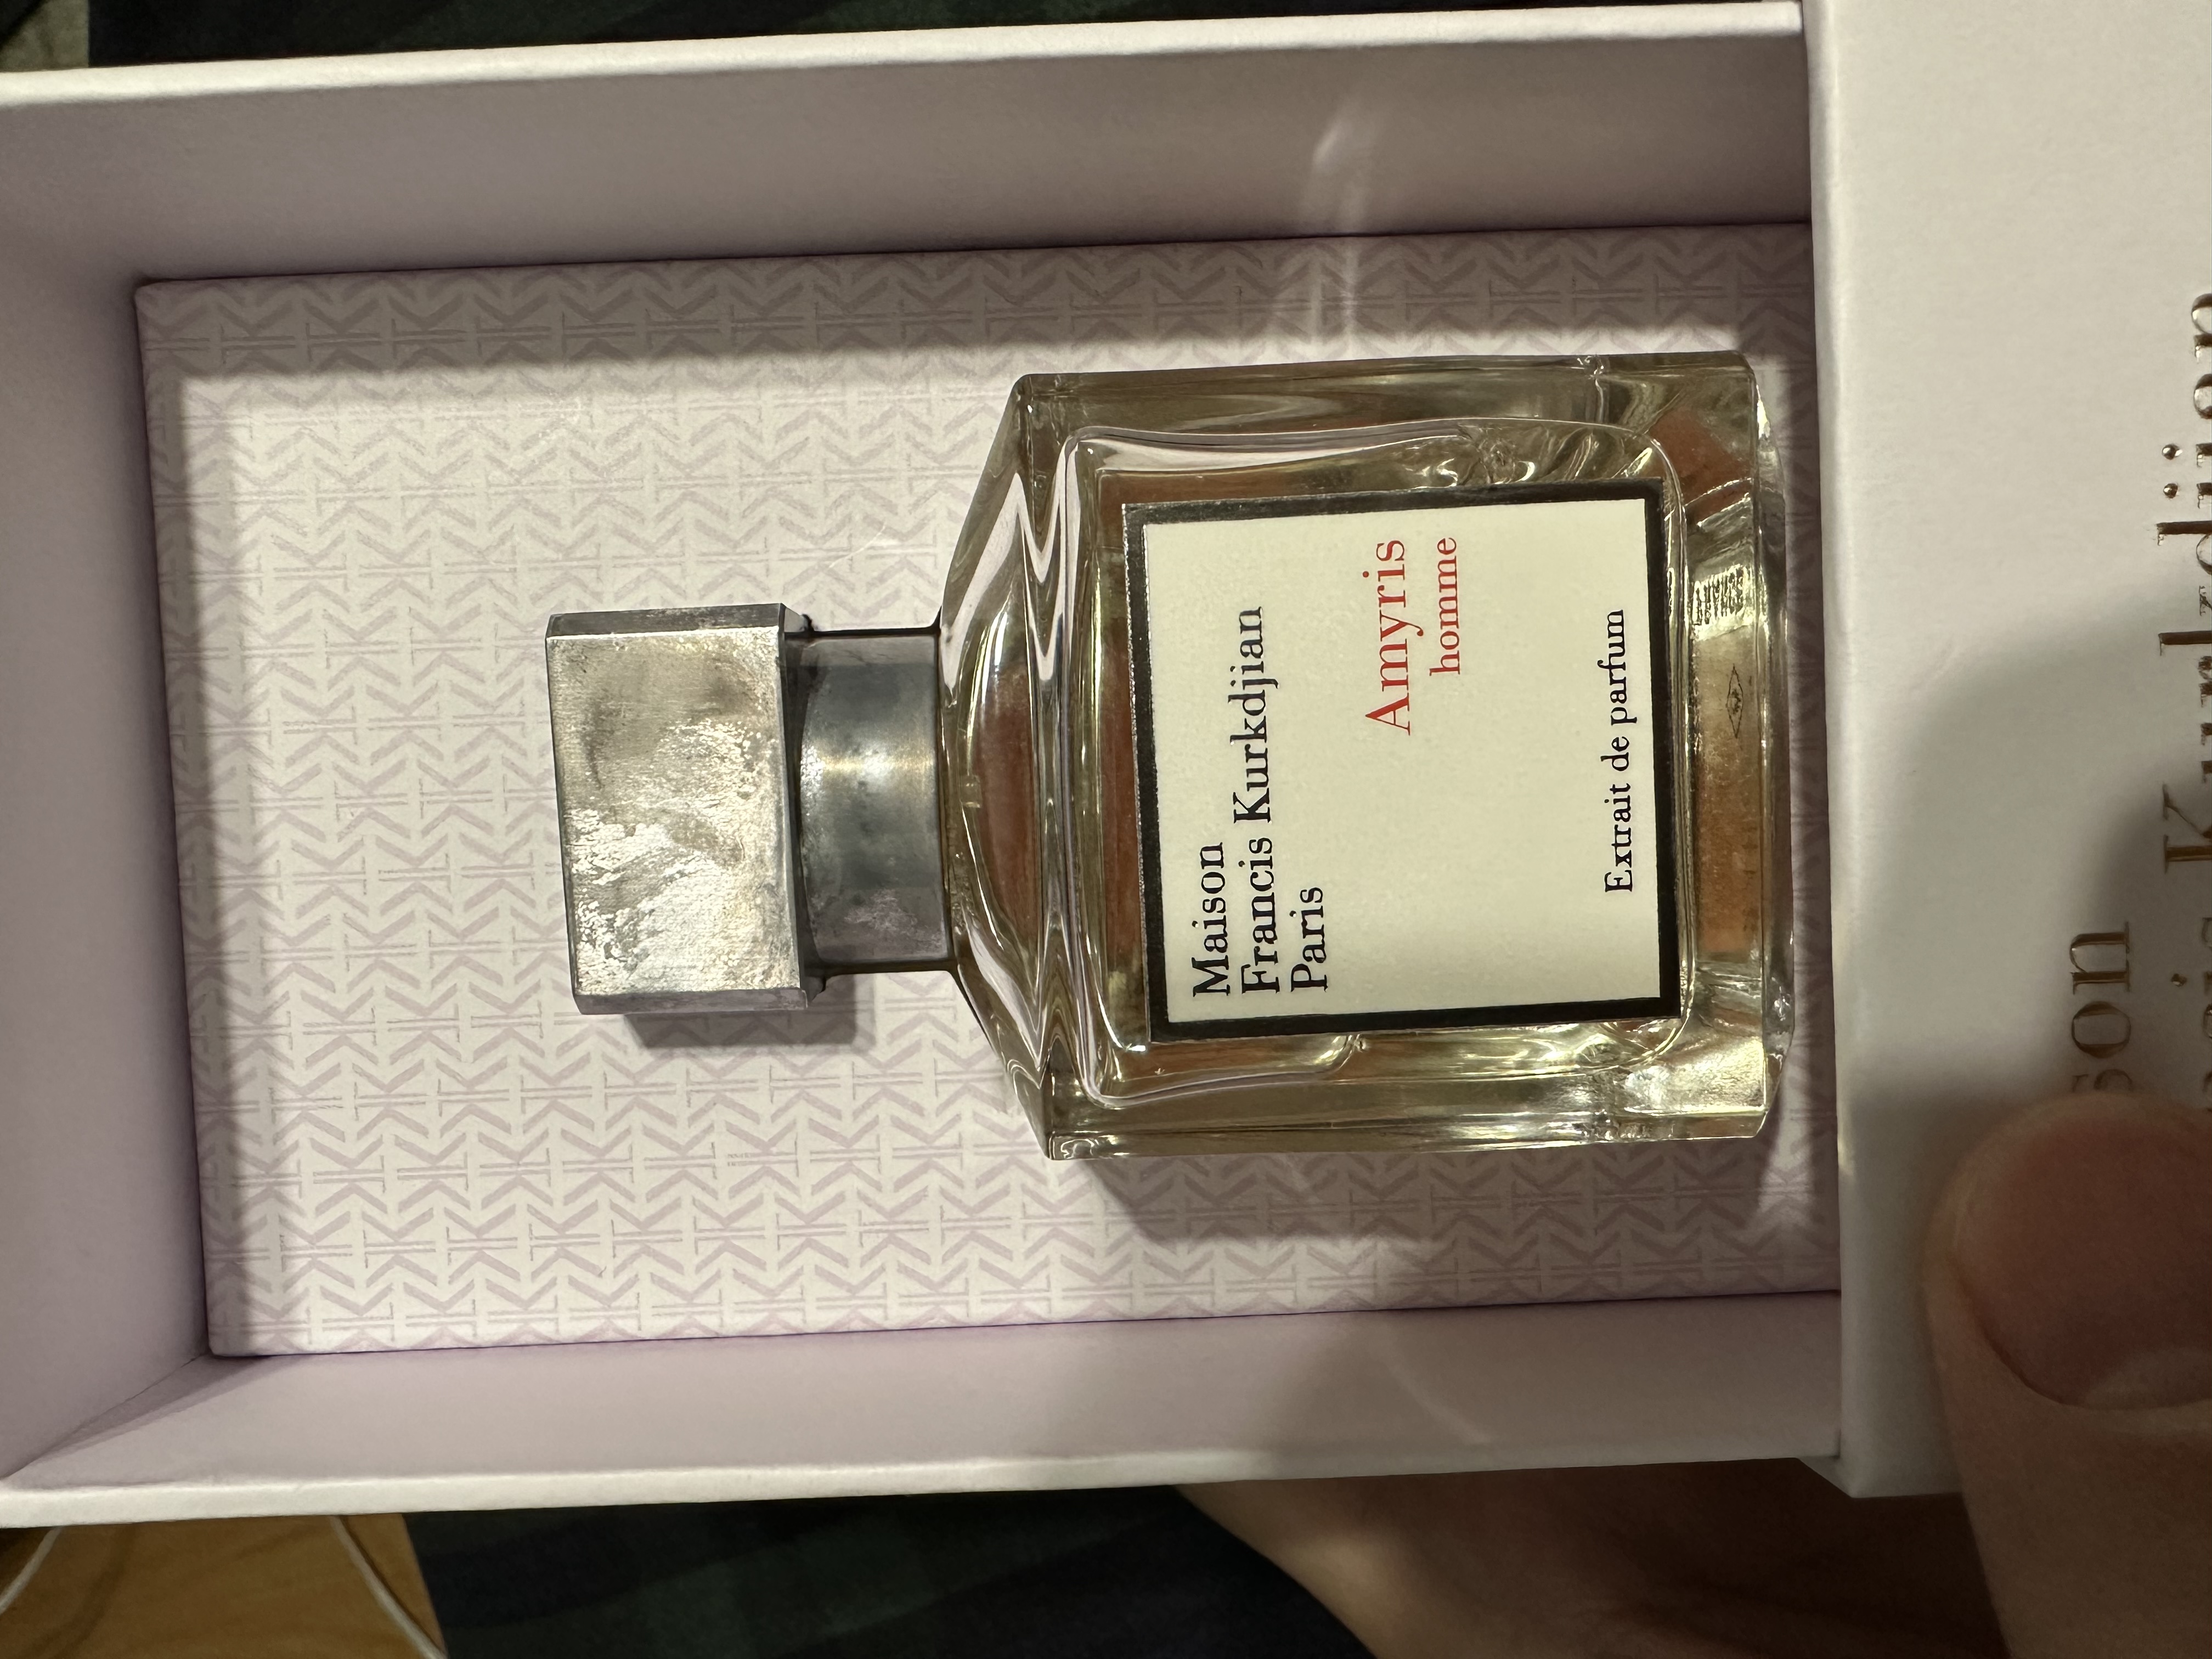 Maison
Francis Kurkdjian
Paris
Amyris
homme
Extrait de parfum